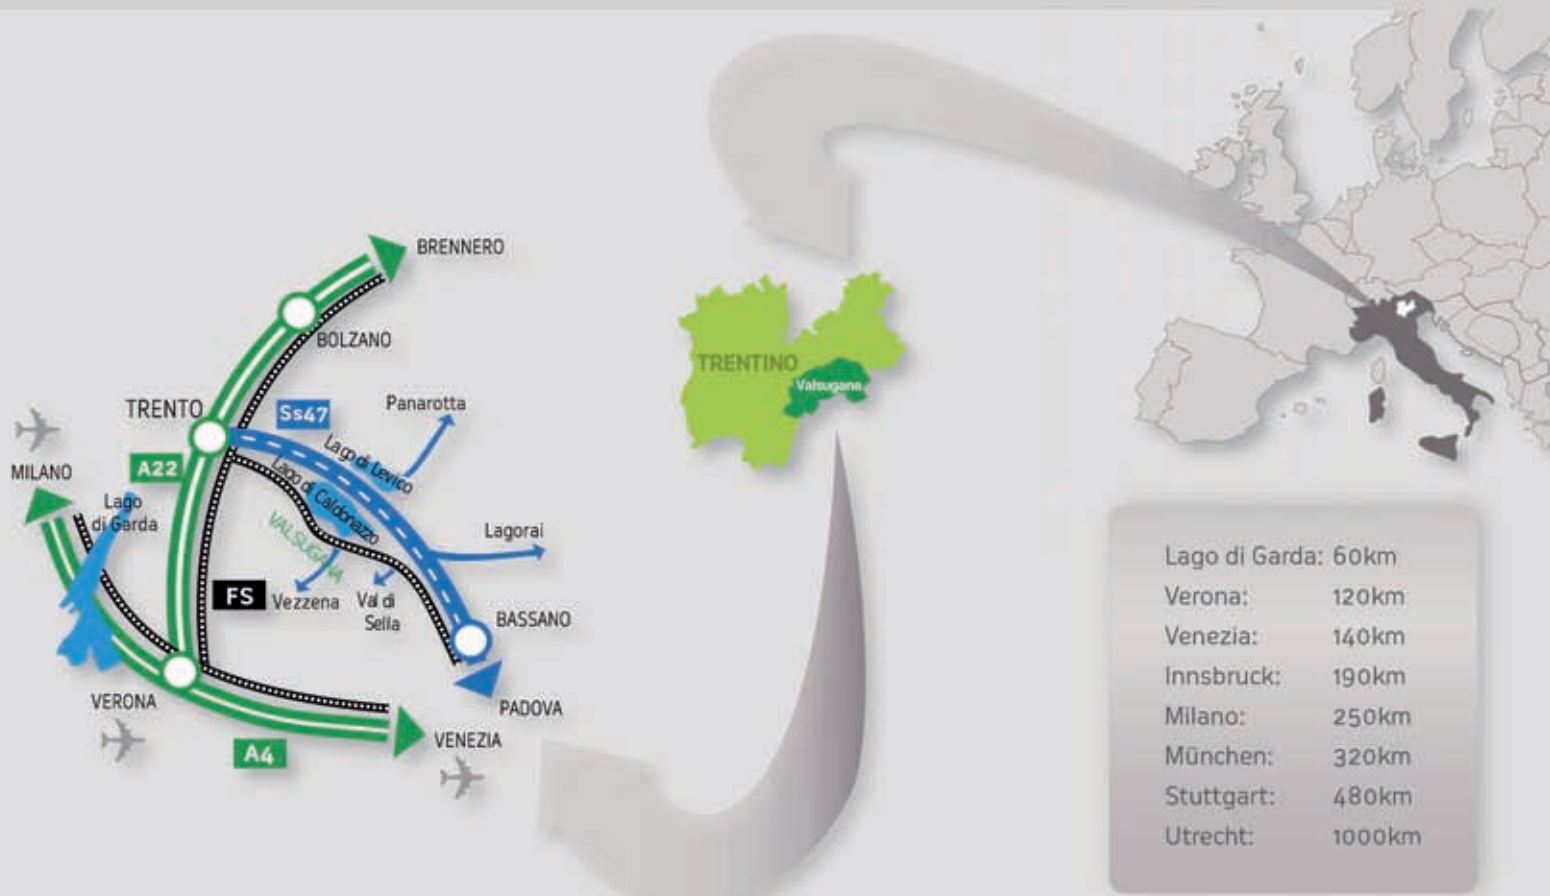 BRENNERO
BOLZANO
TRENTO
Ss47
Panarotta
MILANO
A22
Lago di Levico
Lago
di Garda
Lago di Caldonazzo
VALSUGANA
Lagorai
FS
Vezzena
Val di
Sella
BASSANO
VERONA
PADOVA
VENEZIA
A4
TRENTINO
Valsugana
Lago di Garda: 60km
Verona: 120km
Venezia: 140km
Innsbruck: 190km
Milano: 250km
München: 320km
Stuttgart: 480km
Utrecht: 1000km